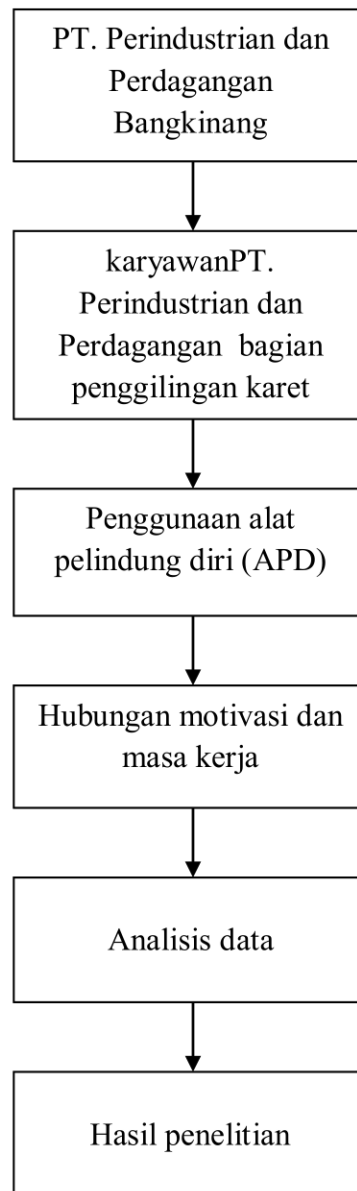 PT. Perindustrian dan
Perdagangan
Bangkinang
karyawanPT.
Perindustrian dan
Perdagangan bagian
penggilingan karet
Penggunaan alat
pelindung diri (APD)
Hubungan motivasi dan
masa kerja
Analisis data
Hasil penelitian